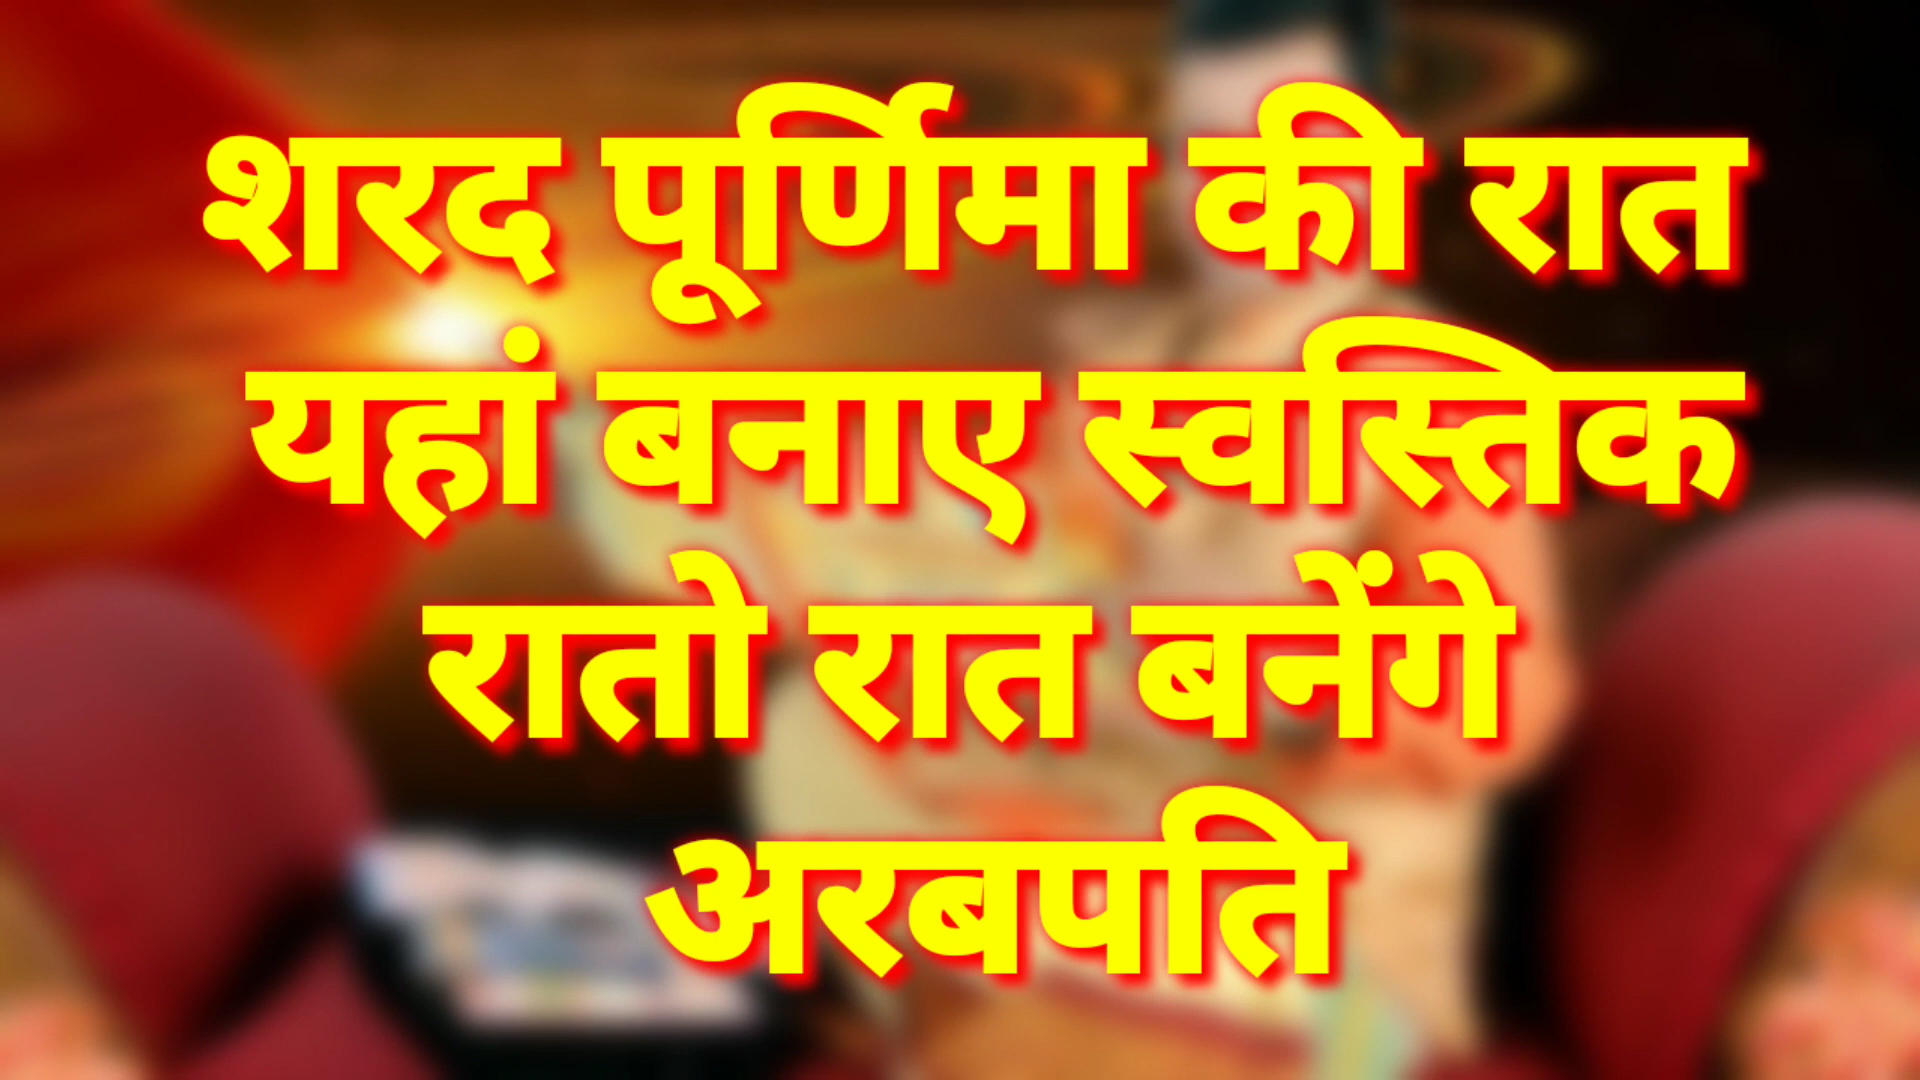 शरद पूर्णिमा की रात
यहां बनाए स्वस्तिक
रातो रात बनेंगे
अरबपति